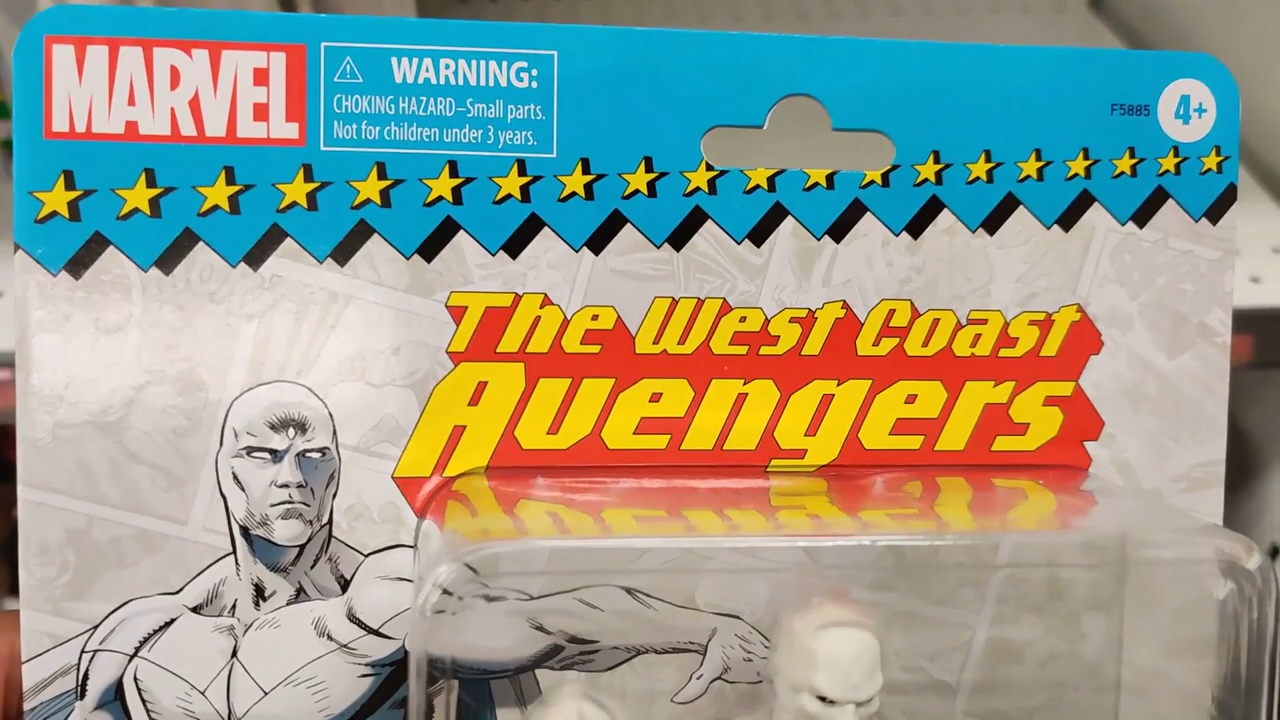 MARVEL
WARNING:
CHOKING HAZARD–Small parts.
Not for children under 3 years.
F5885
4+
The West Coast
Avengers